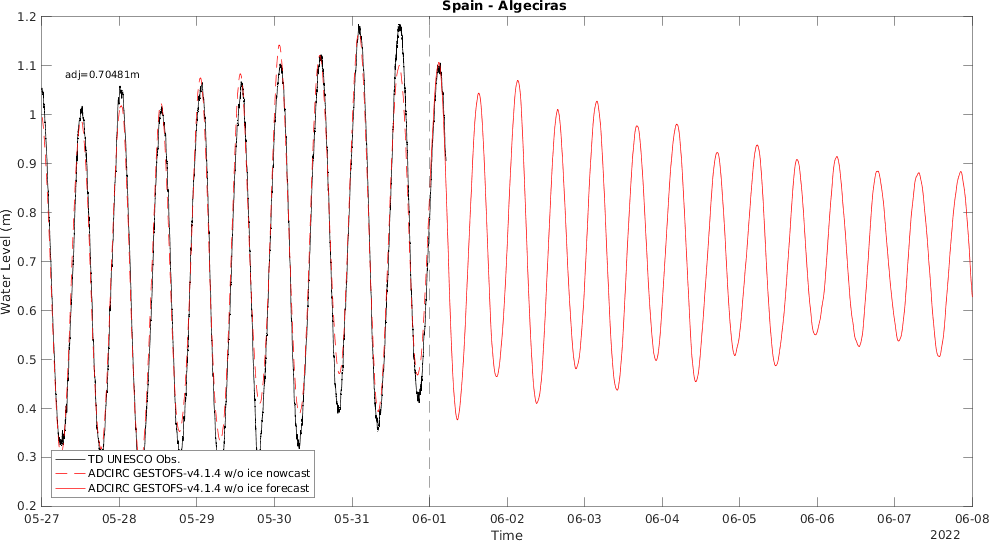 Spain - Algeciras
adj=0.70481m
Water Level (m)
1.2
1.1
1
0.9
0.8
0.7
0.6
0.5
0.4
0.3
0.2
TD UNESCO Obs.
ADCIRC GESTOFS-v4.1.4 w/o ice nowcast
ADCIRC GESTOFS-v4.1.4 w/o ice forecast
05-27 05-28 05-29 05-30 05-31 06-01 06-02 06-03 06-04 06-05 06-06 06-07 06-08
Time
2022